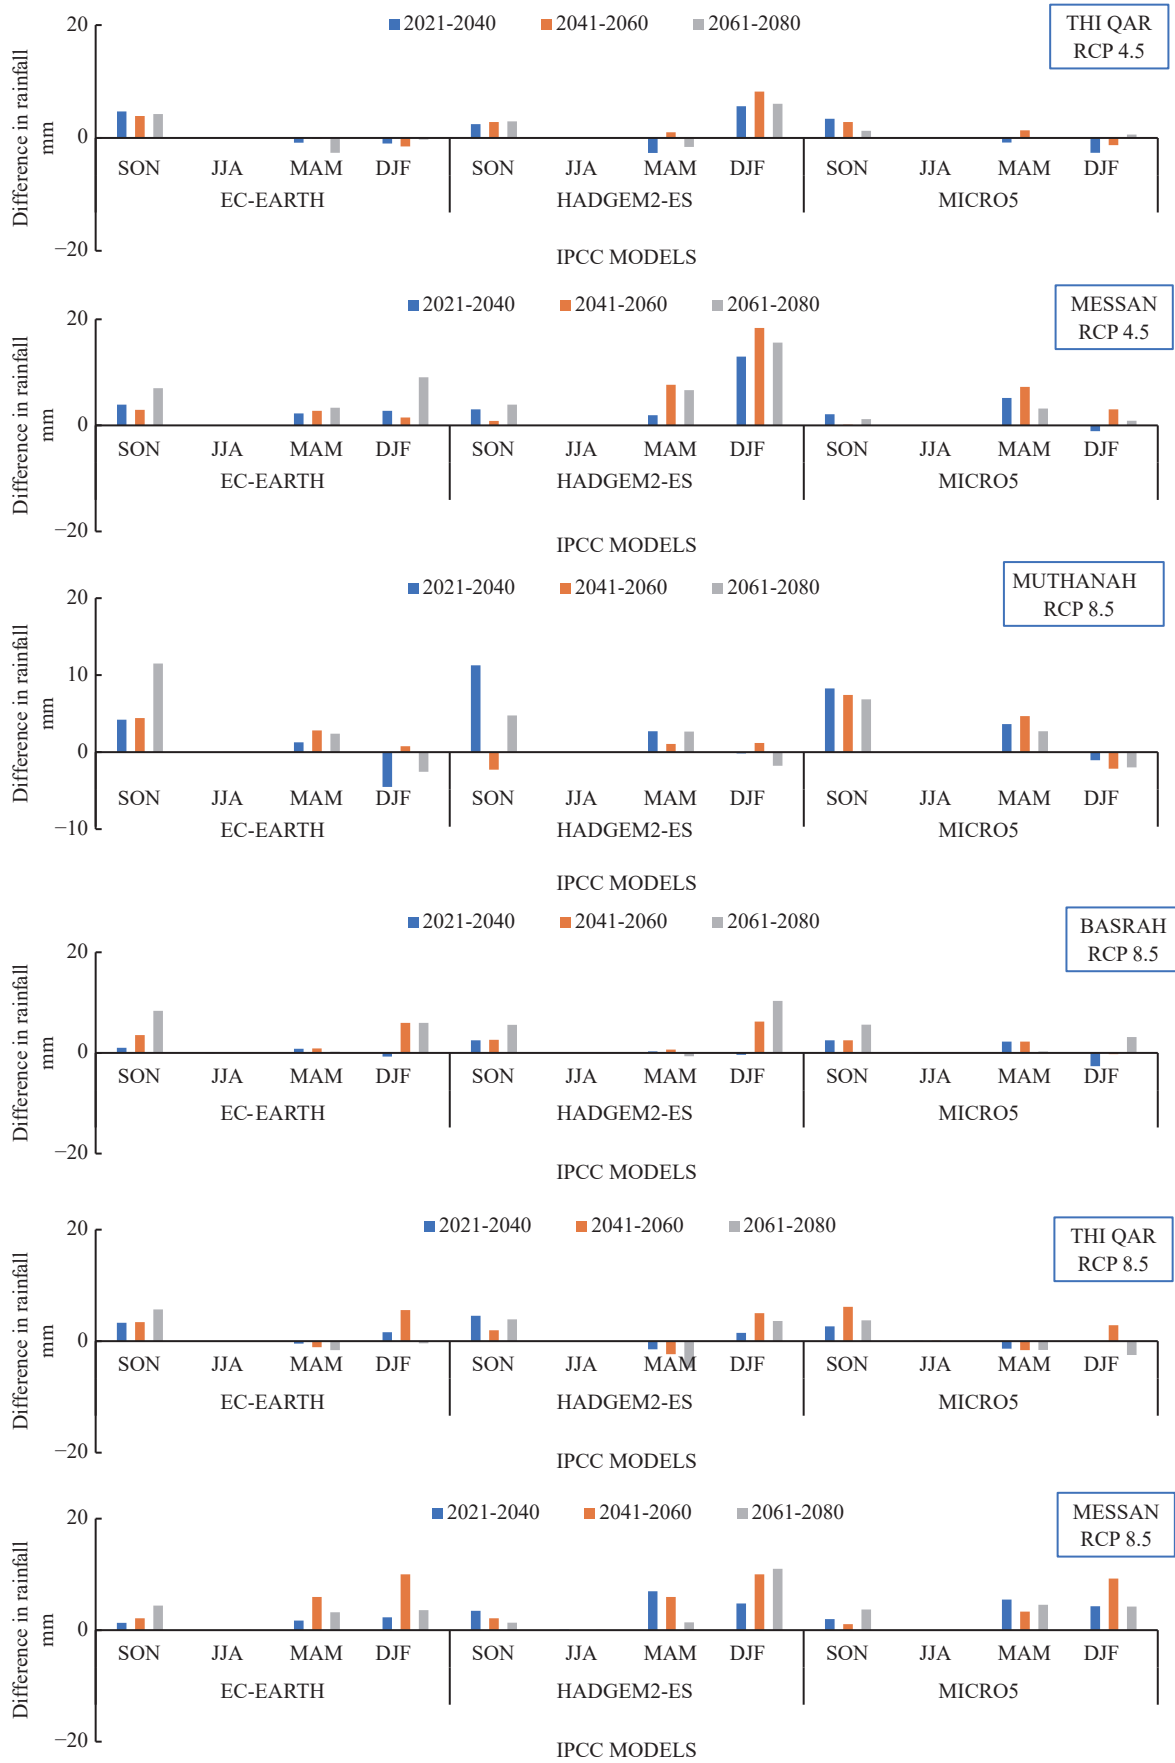 20
2021-2040 2041-2060 2061-2080
THI QAR
RCP 4.5
Difference in rainfall
mm
0
SON JJA MAM DJF SON JJA MAM DJF SON JJA MAM DJF
EC-EARTH HADGEM2-ES MICRO5
−20
IPCC MODELS
2021-2040 2041-2060 2061-2080
MESSAN
RCP 4.5
20
Difference in rainfall
mm
0
SON JJA MAM DJF SON JJA MAM DJF SON JJA MAM DJF
EC-EARTH HADGEM2-ES MICRO5
−20
IPCC MODELS
2021-2040 2041-2060 2061-2080
MUTHANAH
RCP 8.5
20
Difference in rainfall
mm
10
0
SON JJA MAM DJF SON JJA MAM DJF SON JJA MAM DJF
−10
EC-EARTH HADGEM2-ES MICRO5
IPCC MODELS
2021-2040 2041-2060 2061-2080
BASRAH
RCP 8.5
20
Difference in rainfall
mm
0
SON JJA MAM DJF SON JJA MAM DJF SON JJA MAM DJF
EC-EARTH HADGEM2-ES MICRO5
−20
IPCC MODELS
20
2021-2040 2041-2060 2061-2080
THI QAR
RCP 8.5
Difference in rainfall
mm
0
SON JJA MAM DJF SON JJA MAM DJF SON JJA MAM DJF
EC-EARTH HADGEM2-ES MICRO5
−20
IPCC MODELS
20
2021-2040 2041-2060 2061-2080
MESSAN
RCP 8.5
Difference in rainfall
mm
0
SON JJA MAM DJF SON JJA MAM DJF SON JJA MAM DJF
EC-EARTH HADGEM2-ES MICRO5
−20
IPCC MODELS